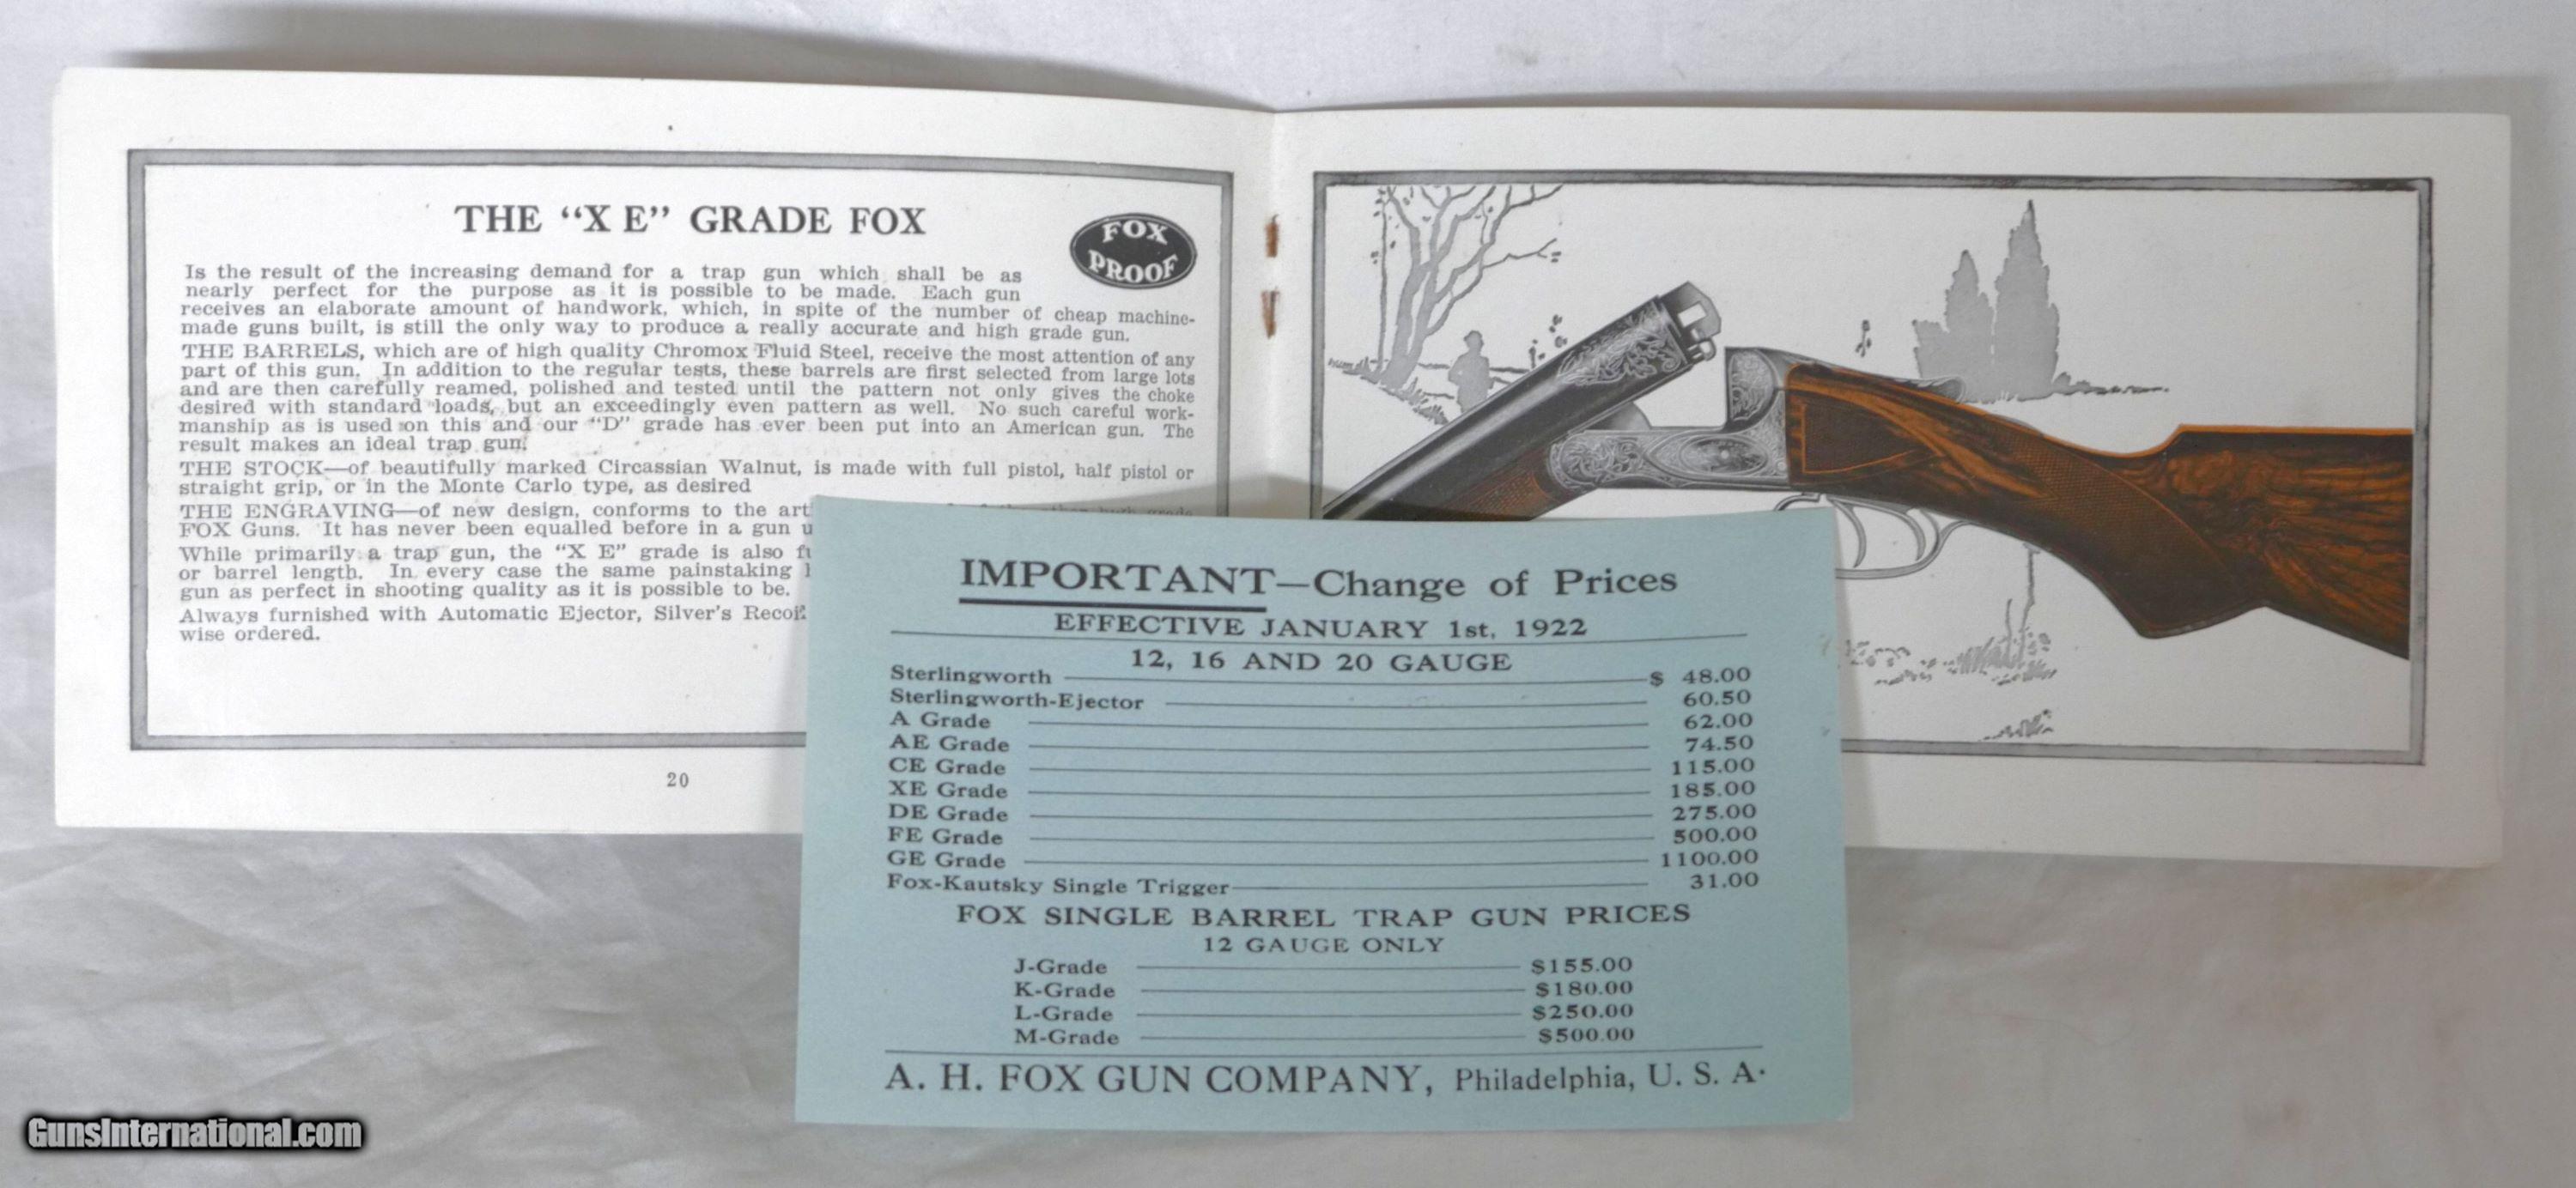 THE "X E" GRADE FOX
FOX
PROOF
Is the result of the increasing demand for a trap gun which shall be as
nearly perfect for the purpose as it is possible to be made. Each gun
receives an elaborate amount of handwork, which, in spite of the number of cheap machine-
made guns built, is still the only way to produce a really accurate and high grade gun.
THE BARRELS, which are of high quality Chromox Fluid Steel, receive the most attention of any
part of this gun. In addition to the regular tests, these barrels are first selected from large lots
and are then carefully reamed, polished and tested until the pattern not only gives the choke
desired with standard loads, but an exceedingly even pattern as well. No such careful work-
manship as is used on this and our "D" grade has ever been put into an American gun. The
result makes an ideal trap gun.
THE STOCK—of beautifully marked Circassian Walnut, is made with full pistol, half pistol or
straight grip, or in the Monte Carlo type, as desired
THE ENGRAVING—of new design, conforms to the art
FOX Guns. It has never been equalled before in a gun
While primarily a trap gun, the "X E" grade is also
or barrel length. In every case the same painstaking
gun as perfect in shooting quality as it is possible to be.
Always furnished with Automatic Ejector, Silver's Recoil
wise ordered.
20
IMPORTANT—Change of Prices
EFFECTIVE JANUARY 1st, 1922
12, 16 AND 20 GAUGE
Sterlingworth $ 48.00
Sterlingworth-Ejector 60.50
A Grade 62.00
AE Grade 74.50
CE Grade 115.00
XE Grade 185.00
DE Grade 275.00
FE Grade 500.00
GE Grade 1100.00
Fox-Kautsky Single Trigger 31.00
FOX SINGLE BARREL TRAP GUN PRICES
12 GAUGE ONLY
J-Grade $155.00
K-Grade $180.00
L-Grade $250.00
M-Grade $500.00
A. H. FOX GUN COMPANY, Philadelphia, U. S. A.
GunsInternational.com